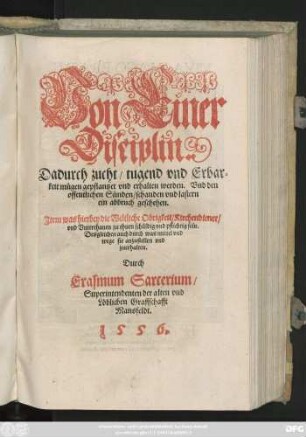 Von Einer
Disciplin/
Dadurch zucht / tugend vnd Erbar-
keit mügen gepflantzet vnd erhalten werden. Vnd den
offentlichen Sünden / schanden vnd lastern
ein abbruch geschehen.
Item was hierbey die Weltliche Obrigkeit / Kirchendiener /
vnd Vnterthanen zu thuen schüldig vnd pflichtig sein.
Desgleichen auch durch was mittel vnd
wege sie anzustellen vnd
zuerhalten.
Durch
Erasmum Sarcerium /
Superintendenten der alten vnd
Löblichen Graffschafft
Mansfeldt.
1556.